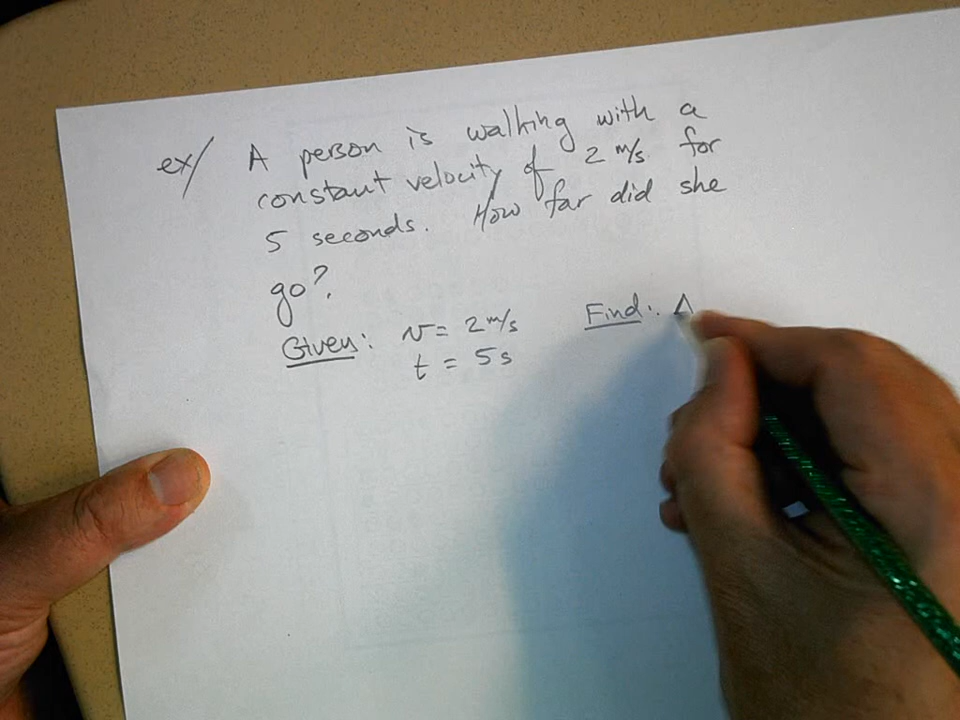 ex/ A person is walking with a
constant velocity of 2 m/s for
5 seconds. How far did she
go?
Given: v = 2 m/s Find: Δ
t = 5 s